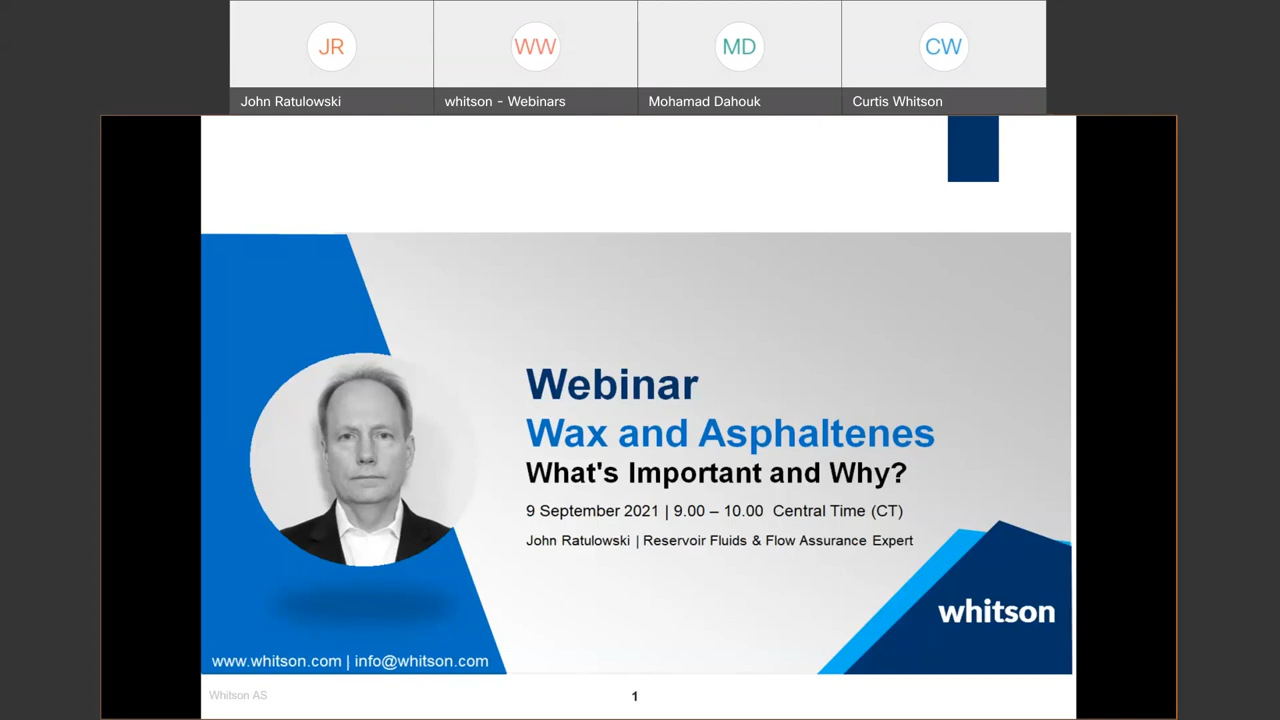 JR
WW
MD
CW
John Ratulowski
whitson - Webinars
Mohamad Dahouk
Curtis Whitson
Webinar
Wax and Asphaltenes
What's Important and Why?
9 September 2021 | 9.00 – 10.00 Central Time (CT)
John Ratulowski | Reservoir Fluids & Flow Assurance Expert
whitson
www.whitson.com | info@whitson.com
Whitson AS
1